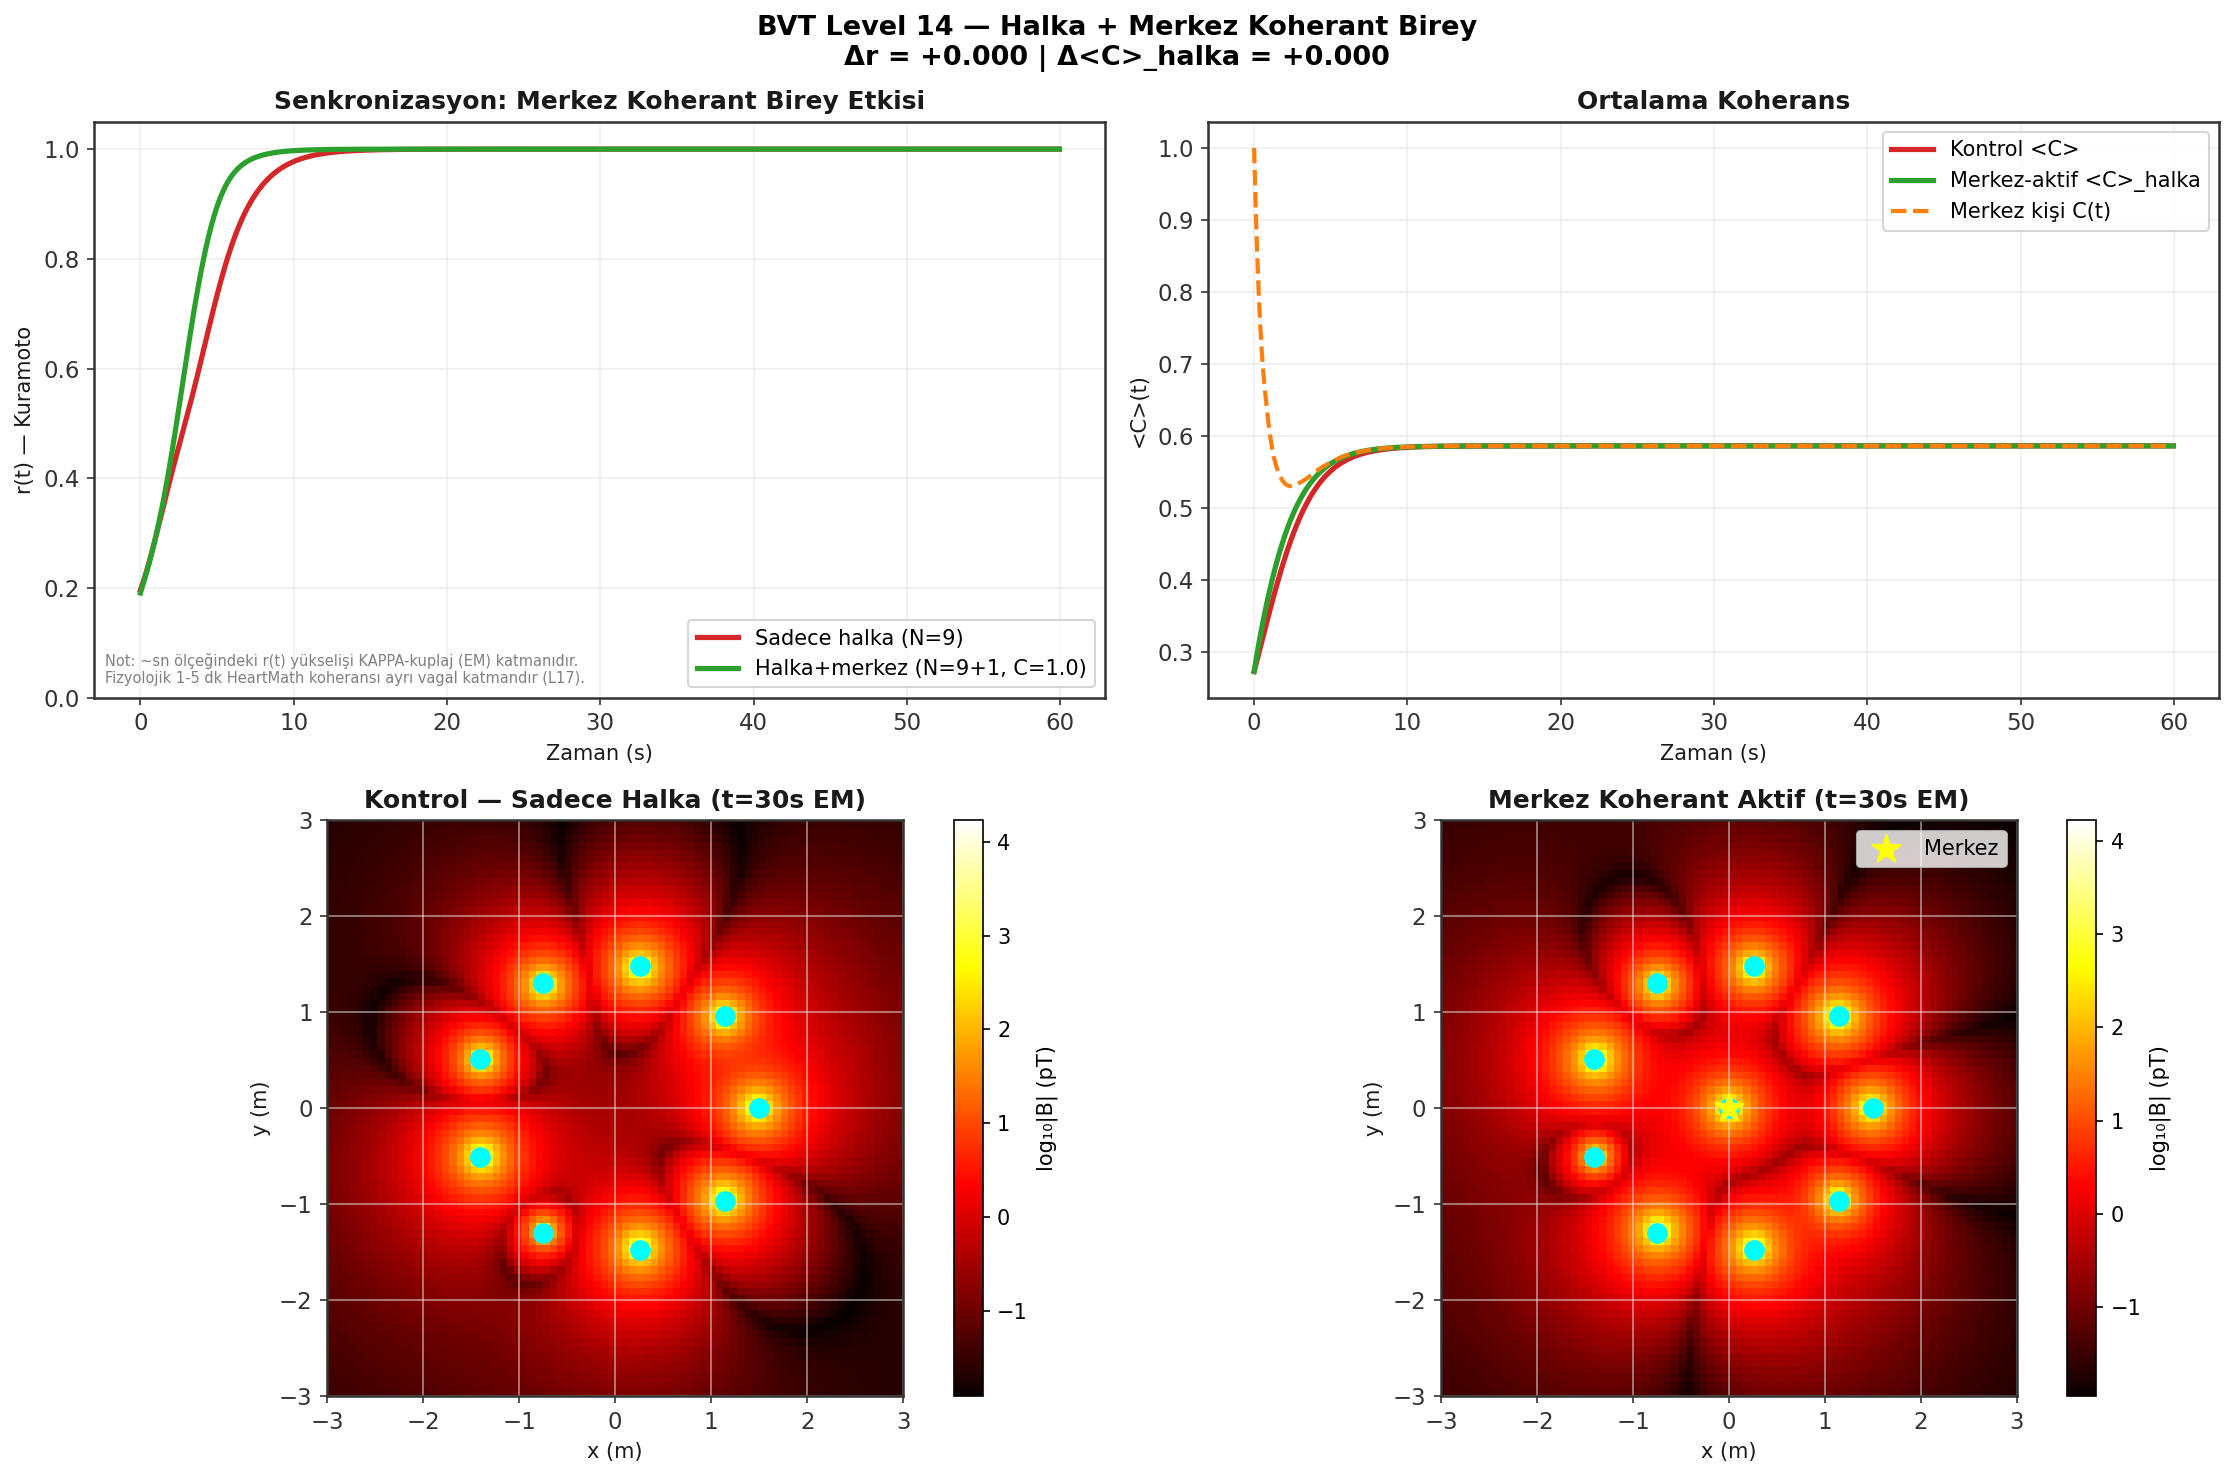 BVT Level 14 — Halka + Merkez Koherant Birey
Δr = +0.000 | Δ<C>_halka = +0.000
Senkronizasyon: Merkez Koherant Birey Etkisi
r(t) — Kuramoto
1.0
0.8
0.6
0.4
0.2
0.0
Sadece halka (N=9)
Halka+merkez (N=9+1, C=1.0)
Not: ~sn ölçeğindeki r(t) yükselişi KAPPA-kuplaj (EM) katmanıdır.
Fizyolojik 1-5 dk HeartMath koheransı ayrı vagal katmandır (L17).
0 10 20 30 40 50 60
Zaman (s)
Ortalama Koherans
<C>(t)
1.0
0.9
0.8
0.7
0.6
0.5
0.4
0.3
Kontrol <C>
Merkez-aktif <C>_halka
Merkez kişi C(t)
0 10 20 30 40 50 60
Zaman (s)
Kontrol — Sadece Halka (t=30s EM)
y (m)
3
2
1
0
−1
−2
−3
−3 −2 −1 0 1 2 3
x (m)
4
3
2
1
0
−1
log₁₀|B| (pT)
Merkez Koherant Aktif (t=30s EM)
Merkez
y (m)
3
2
1
0
−1
−2
−3
−3 −2 −1 0 1 2 3
x (m)
4
3
2
1
0
−1
log₁₀|B| (pT)